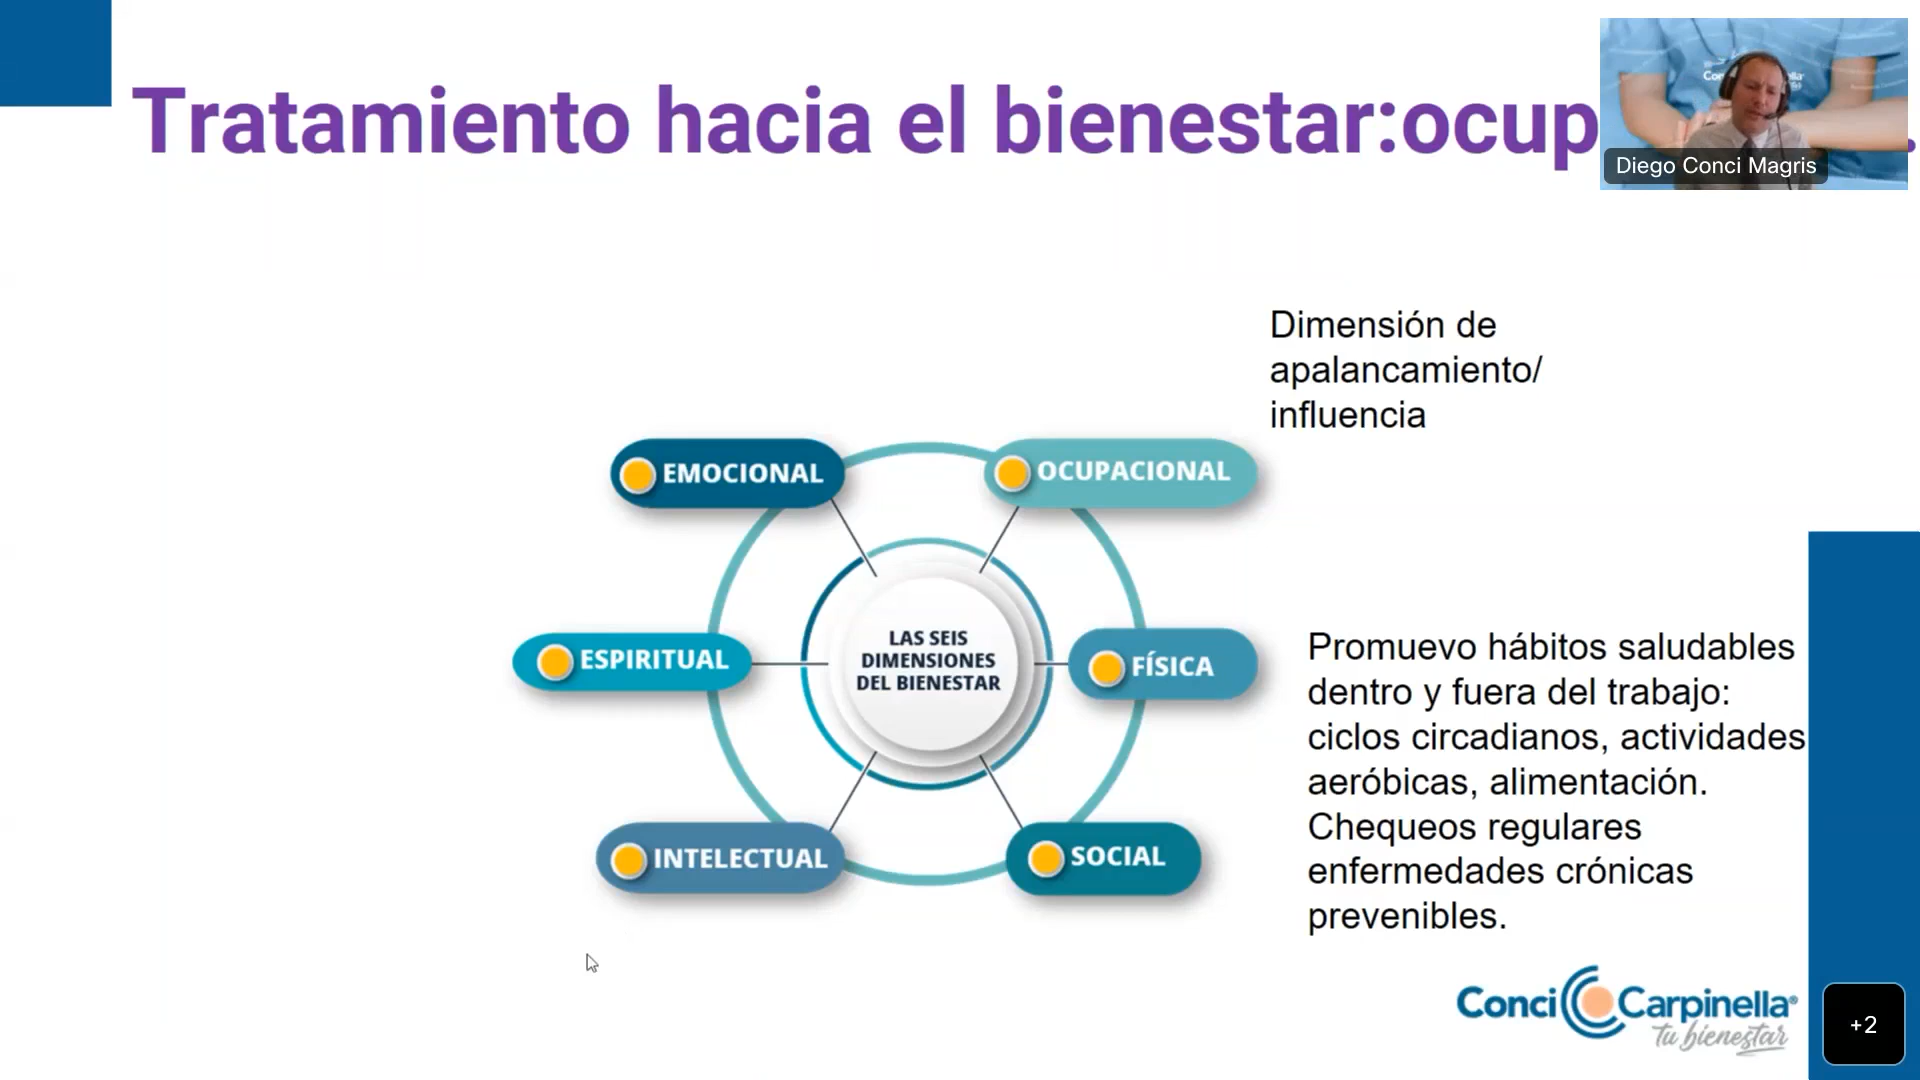 Tratamiento hacia el bienestar:ocup
Diego Conci Magris
Dimensión de
apalancamiento/
influencia
EMOCIONAL
OCUPACIONAL
LAS SEIS
DIMENSIONES
DEL BIENESTAR
ESPIRITUAL
FÍSICA
INTELECTUAL
SOCIAL
Promuevo hábitos saludables
dentro y fuera del trabajo:
ciclos circadianos, actividades
aeróbicas, alimentación.
Chequeos regulares
enfermedades crónicas
prevenibles.
Conci Carpinella®
tu bienestar
+2